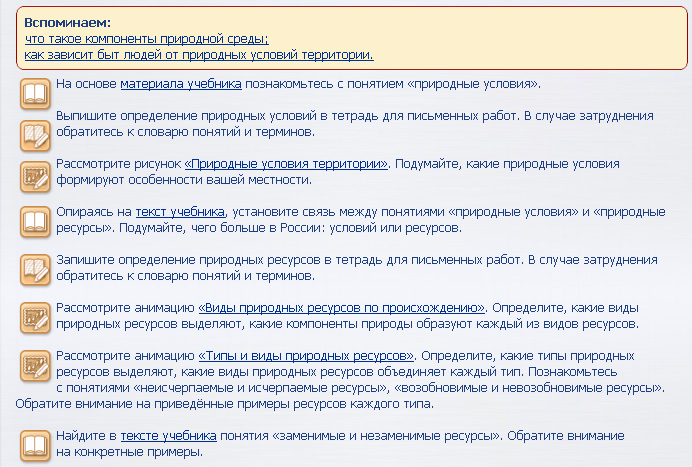 Вспоминаем:
что такое компоненты природной среды;
как зависит быт людей от природных условий территории.
На основе материала учебника познакомьтесь с понятием «природные условия».
Выпишите определение природных условий в тетрадь для письменных работ. В случае затруднения
обратитесь к словарю понятий и терминов.
Рассмотрите рисунок «Природные условия территории». Подумайте, какие природные условия
формируют особенности вашей местности.
Опираясь на текст учебника, установите связь между понятиями «природные условия» и «природные
ресурсы». Подумайте, чего больше в России: условий или ресурсов.
Запишите определение природных ресурсов в тетрадь для письменных работ. В случае затруднения
обратитесь к словарю понятий и терминов.
Рассмотрите анимацию «Виды природных ресурсов по происхождению». Определите, какие виды
природных ресурсов выделяют, какие компоненты природы образуют каждый из видов ресурсов.
Рассмотрите анимацию «Типы и виды природных ресурсов». Определите, какие типы природных
ресурсов выделяют, какие виды природных ресурсов объединяет каждый тип. Познакомьтесь
с понятиями «неисчерпаемые и исчерпаемые ресурсы», «возобновимые и невозобновимые ресурсы».
Обратите внимание на приведённые примеры ресурсов каждого типа.
Найдите в тексте учебника понятия «заменимые и незаменимые ресурсы». Обратите внимание
на конкретные примеры.